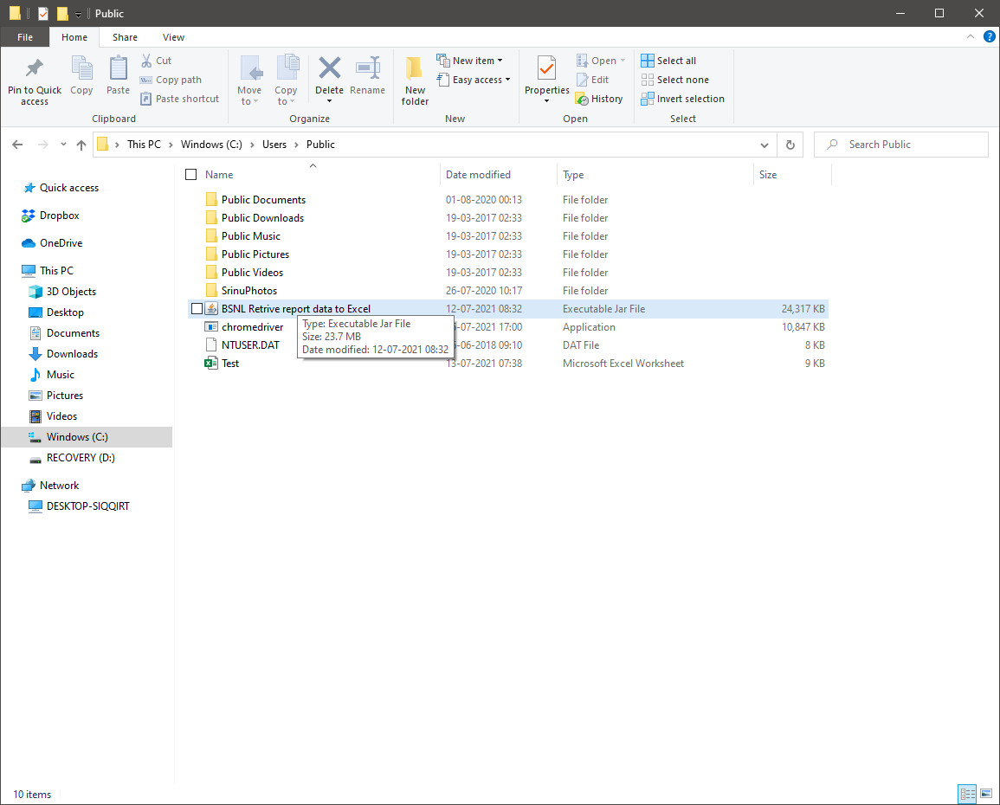 Public
File Home Share View
Pin to Quick access
Copy
Paste
Cut
Copy path
Paste shortcut
Clipboard
Move to
Copy to
Delete
Rename
Organize
New folder
New item
Easy access
New
Properties
Open
Edit
History
Open
Select all
Select none
Invert selection
Select
This PC > Windows (C:) > Users > Public
Search Public
Name Date modified Type Size
Quick access
Dropbox
OneDrive
This PC
3D Objects
Desktop
Documents
Downloads
Music
Pictures
Videos
Windows (C:)
RECOVERY (D:)
Network
DESKTOP-SIQQIRT
Public Documents 01-08-2020 00:13 File folder
Public Downloads 19-03-2017 02:33 File folder
Public Music 19-03-2017 02:33 File folder
Public Pictures 19-03-2017 02:33 File folder
Public Videos 19-03-2017 02:33 File folder
SrinuPhotos 26-07-2020 10:17 File folder
BSNL Retrive report data to Excel 12-07-2021 08:32 Executable Jar File 24,317 KB
chromedriver -07-2021 17:00 Application 10,847 KB
NTUSER.DAT -06-2018 09:10 DAT File 8 KB
Test 13-07-2021 07:38 Microsoft Excel Worksheet 9 KB
Type: Executable Jar File
Size: 23.7 MB
Date modified: 12-07-2021 08:32
10 items